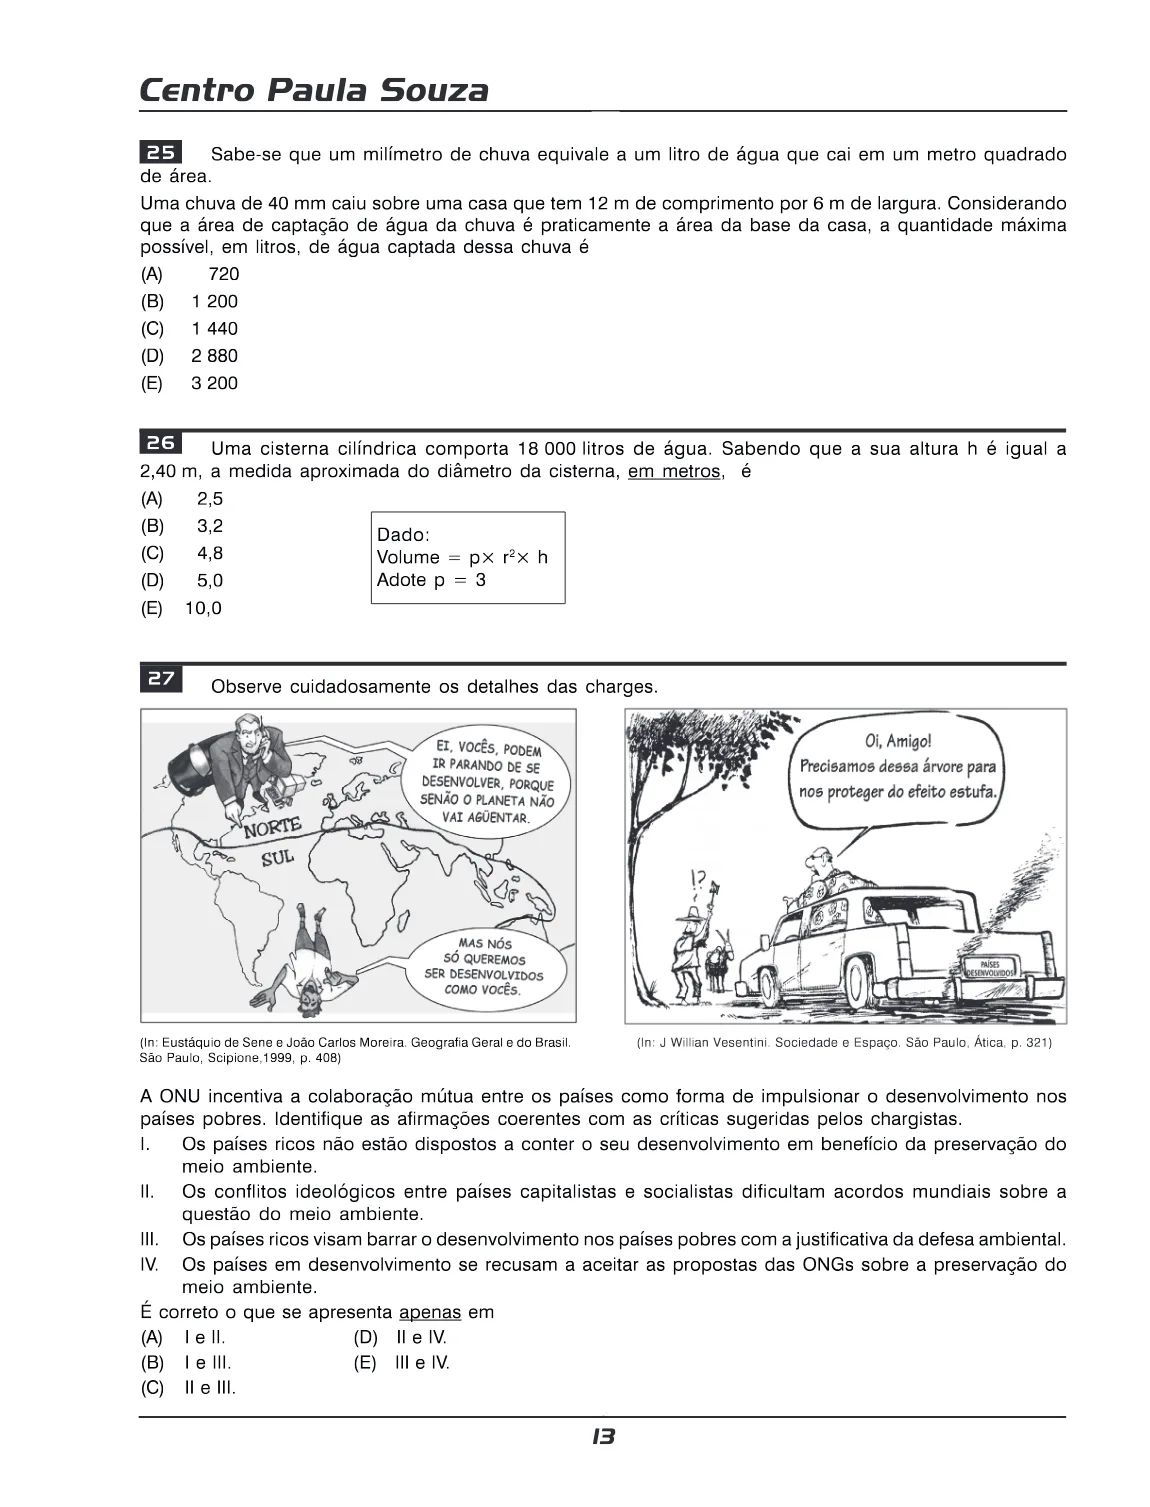 Centro Paula Souza
25 Sabe-se que um milímetro de chuva equivale a um litro de água que cai em um metro quadrado
de área.
Uma chuva de 40 mm caiu sobre uma casa que tem 12 m de comprimento por 6 m de largura. Considerando
que a área de captação de água da chuva é praticamente a área da base da casa, a quantidade máxima
possível, em litros, de água captada dessa chuva é
(A) 720
(B) 1 200
(C) 1 440
(D) 2 880
(E) 3 200
26 Uma cisterna cilíndrica comporta 18 000 litros de água. Sabendo que a sua altura h é igual a
2,40 m, a medida aproximada do diâmetro da cisterna, em metros, é
(A) 2,5
(B) 3,2
(C) 4,8
(D) 5,0
(E) 10,0
Dado:
Volume = p× r²× h
Adote p = 3
27 Observe cuidadosamente os detalhes das charges.
EI, VOCÊS, PODEM
IR PARANDO DE SE
DESENVOLVER, PORQUE
SENÃO O PLANETA NÃO
VAI AGÜENTAR.
NORTE
SUL
MAS NÓS
SÓ QUEREMOS
SER DESENVOLVIDOS
COMO VOCÊS.
Oi, Amigo!
Precisamos dessa árvore para
nos proteger do efeito estufa.
!?
PAÍSES
DESENVOLVIDOS
(In: Eustáquio de Sene e João Carlos Moreira. Geografia Geral e do Brasil.
São Paulo, Scipione,1999, p. 408)
(In: J Willian Vesentini. Sociedade e Espaço. São Paulo, Ática, p. 321)
A ONU incentiva a colaboração mútua entre os países como forma de impulsionar o desenvolvimento nos
países pobres. Identifique as afirmações coerentes com as críticas sugeridas pelos chargistas.
I. Os países ricos não estão dispostos a conter o seu desenvolvimento em benefício da preservação do
meio ambiente.
II. Os conflitos ideológicos entre países capitalistas e socialistas dificultam acordos mundiais sobre a
questão do meio ambiente.
III. Os países ricos visam barrar o desenvolvimento nos países pobres com a justificativa da defesa ambiental.
IV. Os países em desenvolvimento se recusam a aceitar as propostas das ONGs sobre a preservação do
meio ambiente.
É correto o que se apresenta apenas em
(A) I e II.
(B) I e III.
(C) II e III.
(D) II e IV.
(E) III e IV.
13